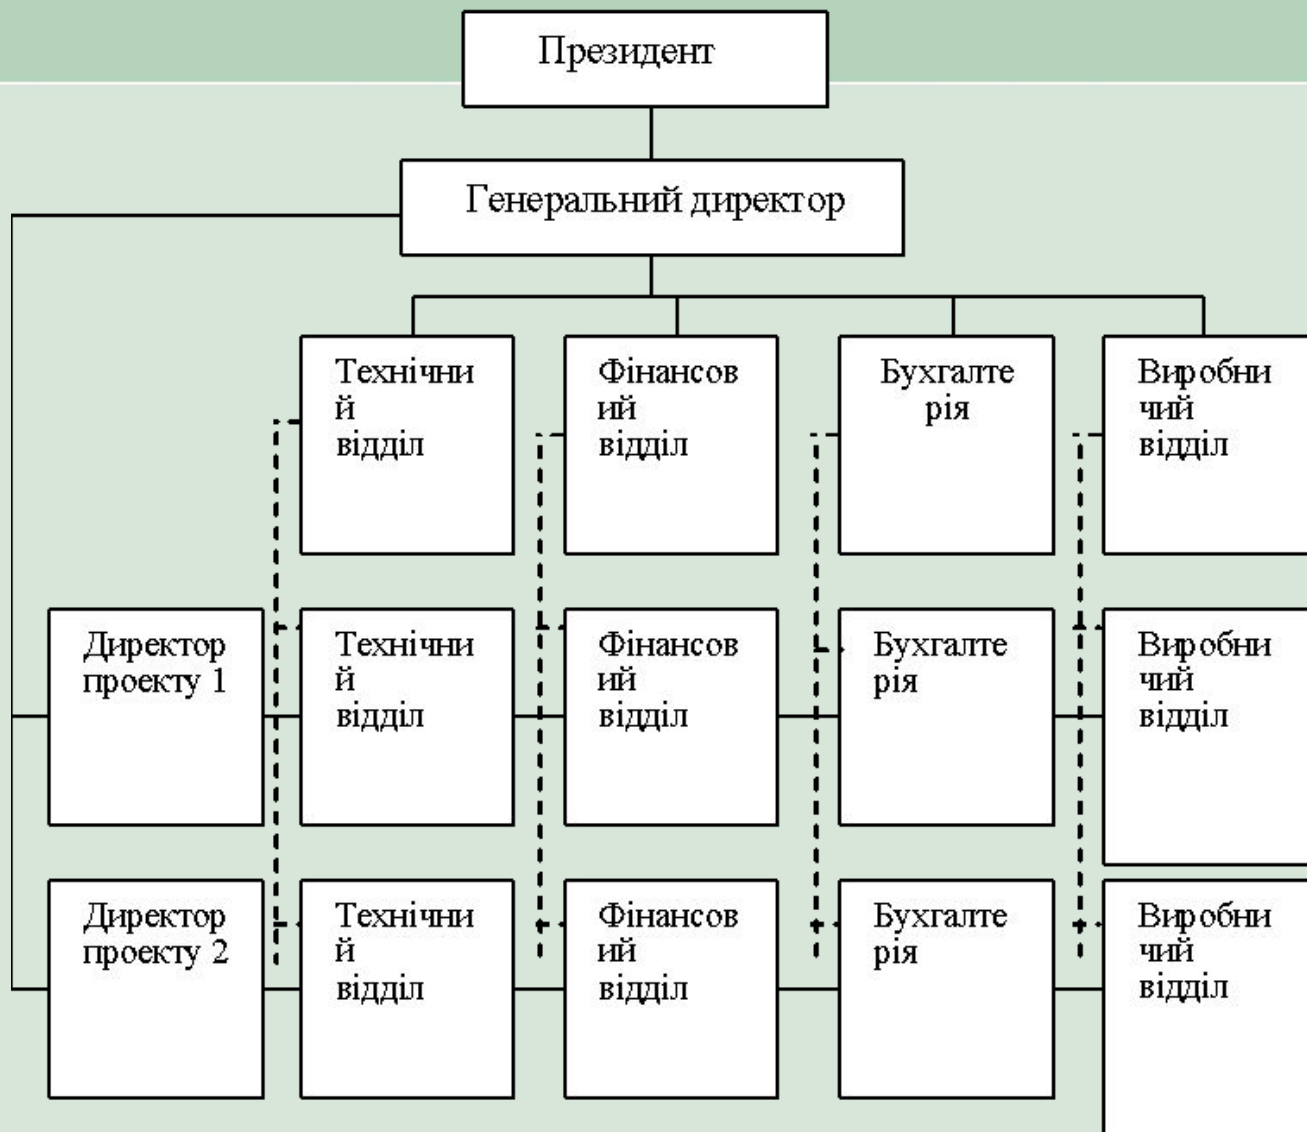 Президент
Генеральний директор
Технічни
й
відділ
Фінансов
ий
відділ
Бухгалте
рія
Виробни
чий
відділ
Директор
проекту 1
Технічни
й
відділ
Фінансов
ий
відділ
Бухгалте
рія
Виробни
чий
відділ
Директор
проекту 2
Технічни
й
відділ
Фінансов
ий
відділ
Бухгалте
рія
Виробни
чий
відділ